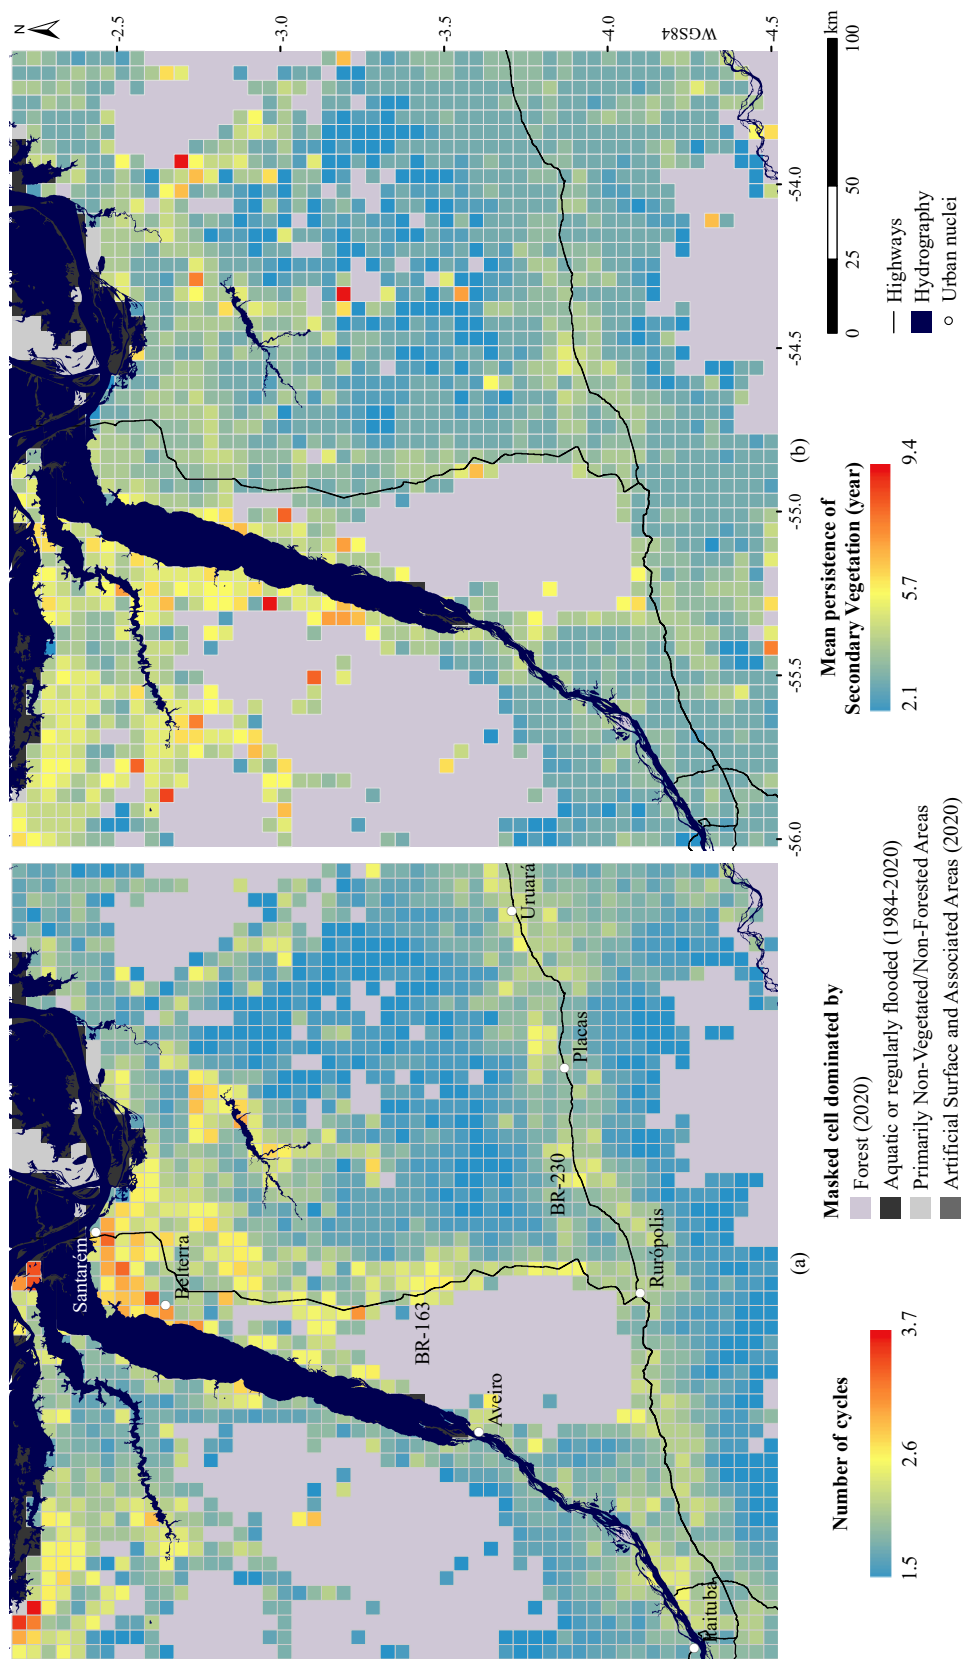 N
Santarém
Belterra
BR-163
Aveiro
Itaituba
Rurópolis
BR-230
Placas
Uruará
(a)
-56.0
-55.5
-55.0
-54.5
-54.0
-2.5
-3.0
-3.5
-4.0
-4.5
WGS84
(b)
Number of cycles
1.5
2.6
3.7
Masked cell dominated by
Forest (2020)
Aquatic or regularly flooded (1984-2020)
Primarily Non-Vegetated/Non-Forested Areas
Artificial Surface and Associated Areas (2020)
Mean persistence of
Secondary Vegetation (year)
2.1
5.7
9.4
0
25
50
100
km
Highways
Hydrography
Urban nuclei